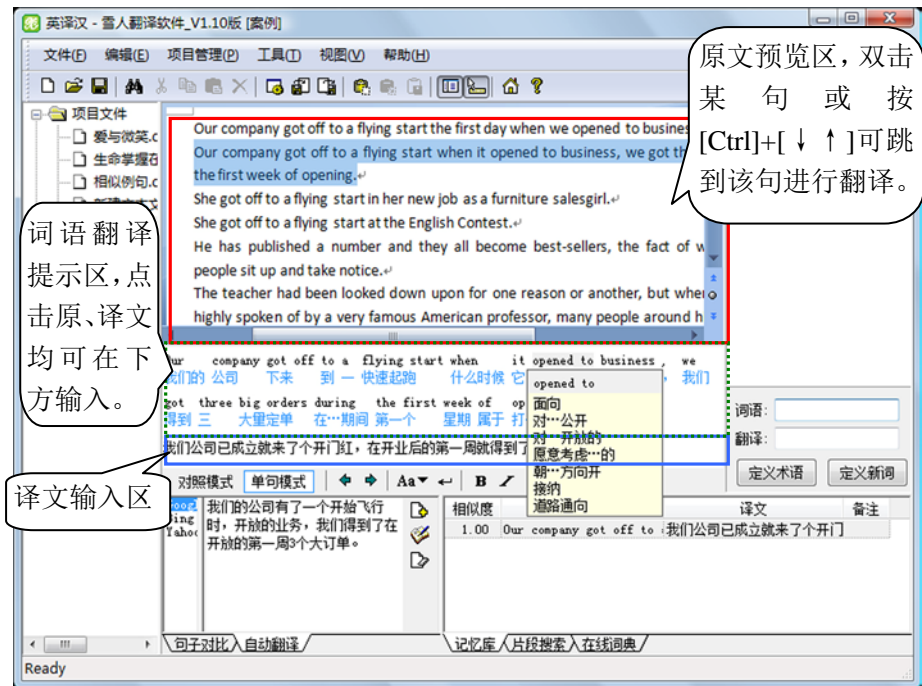 英译汉 - 雪人翻译软件_V1.10版 [案例]
文件(F) 编辑(E) 项目管理(P) 工具(T) 视图(V) 帮助(H)
项目文件
爱与微笑.c
生命掌握在
相似例句.c
Our company got off to a flying start the first day when we opened to busines
Our company got off to a flying start when it opened to business, we got th
the first week of opening.↵
She got off to a flying start in her new job as a furniture salesgirl.↵
She got off to a flying start at the English Contest.↵
He has published a number and they all become best-sellers, the fact of w
people sit up and take notice.↵
The teacher had been looked down upon for one reason or another, but when
highly spoken of by a very famous American professor, many people around h
原文预览区，双击
某句或按
[Ctrl]+[↓↑]可跳
到该句进行翻译。
词语翻译
提示区，点
击原、译文
均可在下
方输入。
译文输入区
Our company got off to a flying start when it opened to business , we
我们的 公司 下来 到 一 快速起跑 什么时候 它 , 我们
got three big orders during the first week of op
得到 三 大量定单 在…期间 第一个 星期 属于 打
opened to
面向
对…公开
对…开放的
愿意考虑…的
朝…方向开
接纳
道路通向
我们公司已成立就来了个开门红，在开业后的第一周就得到了
词语:
翻译:
定义术语 定义新词
对照模式 单句模式 Aa B I
Googl
Bing
Yahoo
我们的公司有了一个开始飞行
时，开放的业务，我们得到了在
开放的第一周3个大订单。
相似度 译文 备注
1.00 Our company got off to 我们公司已成立就来了个开门
句子对比 自动翻译
记忆库 片段搜索 在线词典
Ready